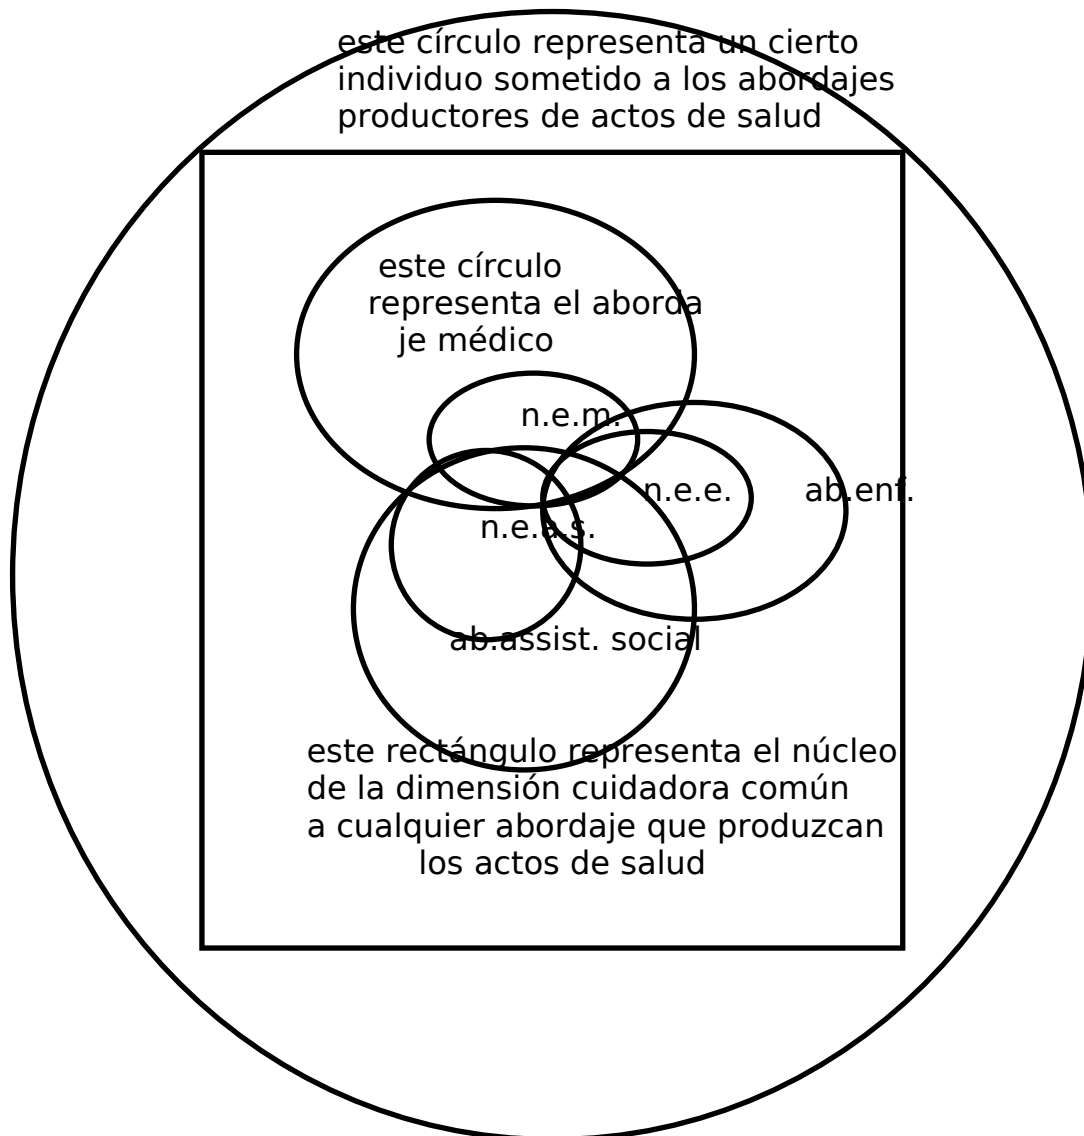 este círculo representa un cierto
individuo sometido a los abordajes
productores de actos de salud
este círculo
representa el aborda
je médico
n.e.m.
n.e.e. ab.enf.
n.e.a.s.
ab.assist. social
este rectángulo representa el núcleo
de la dimensión cuidadora común
a cualquier abordaje que produzcan
los actos de salud